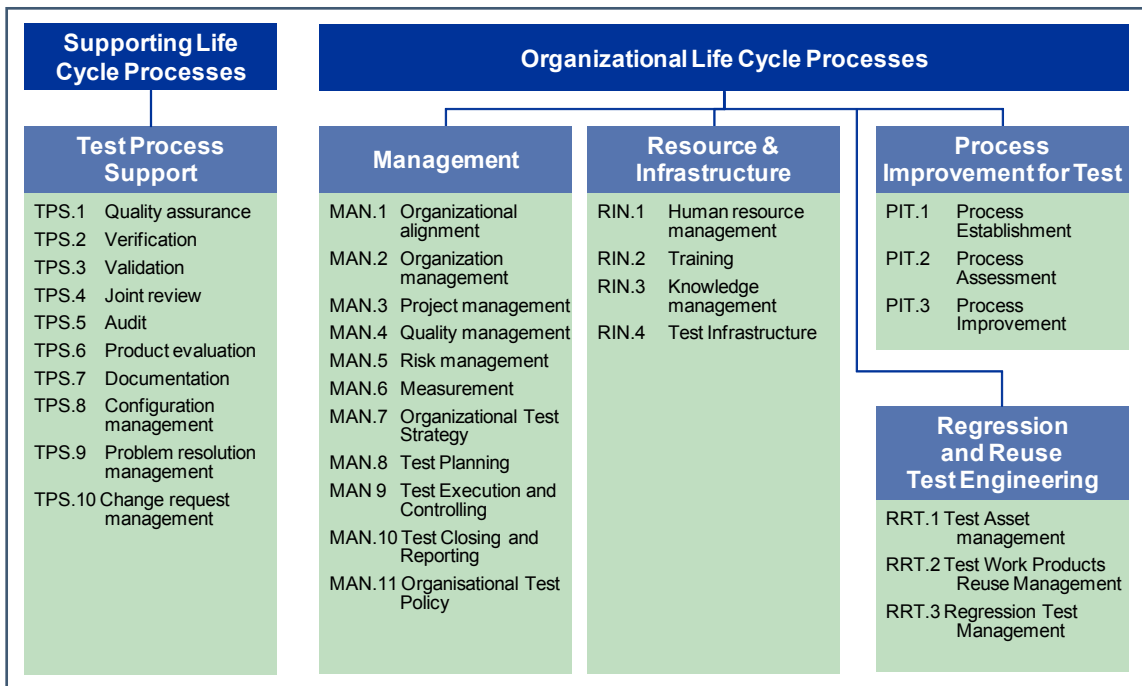 Supporting Life
Cycle Processes
Organizational Life Cycle Processes
Test Process
Support
TPS.1 Quality assurance
TPS.2 Verification
TPS.3 Validation
TPS.4 Joint review
TPS.5 Audit
TPS.6 Product evaluation
TPS.7 Documentation
TPS.8 Configuration
management
TPS.9 Problem resolution
management
TPS.10 Change request
management
Management
MAN.1 Organizational
alignment
MAN.2 Organization
management
MAN.3 Project management
MAN.4 Quality management
MAN.5 Risk management
MAN.6 Measurement
MAN.7 Organizational Test
Strategy
MAN.8 Test Planning
MAN 9 Test Execution and
Controlling
MAN.10 Test Closing and
Reporting
MAN.11 Organisational Test
Policy
Resource &
Infrastructure
RIN.1 Human resource
management
RIN.2 Training
RIN.3 Knowledge
management
RIN.4 Test Infrastructure
Process
Improvement for Test
PIT.1 Process
Establishment
PIT.2 Process
Assessment
PIT.3 Process
Improvement
Regression
and Reuse
Test Engineering
RRT.1 Test Asset
management
RRT.2 Test Work Products
Reuse Management
RRT.3 Regression Test
Management